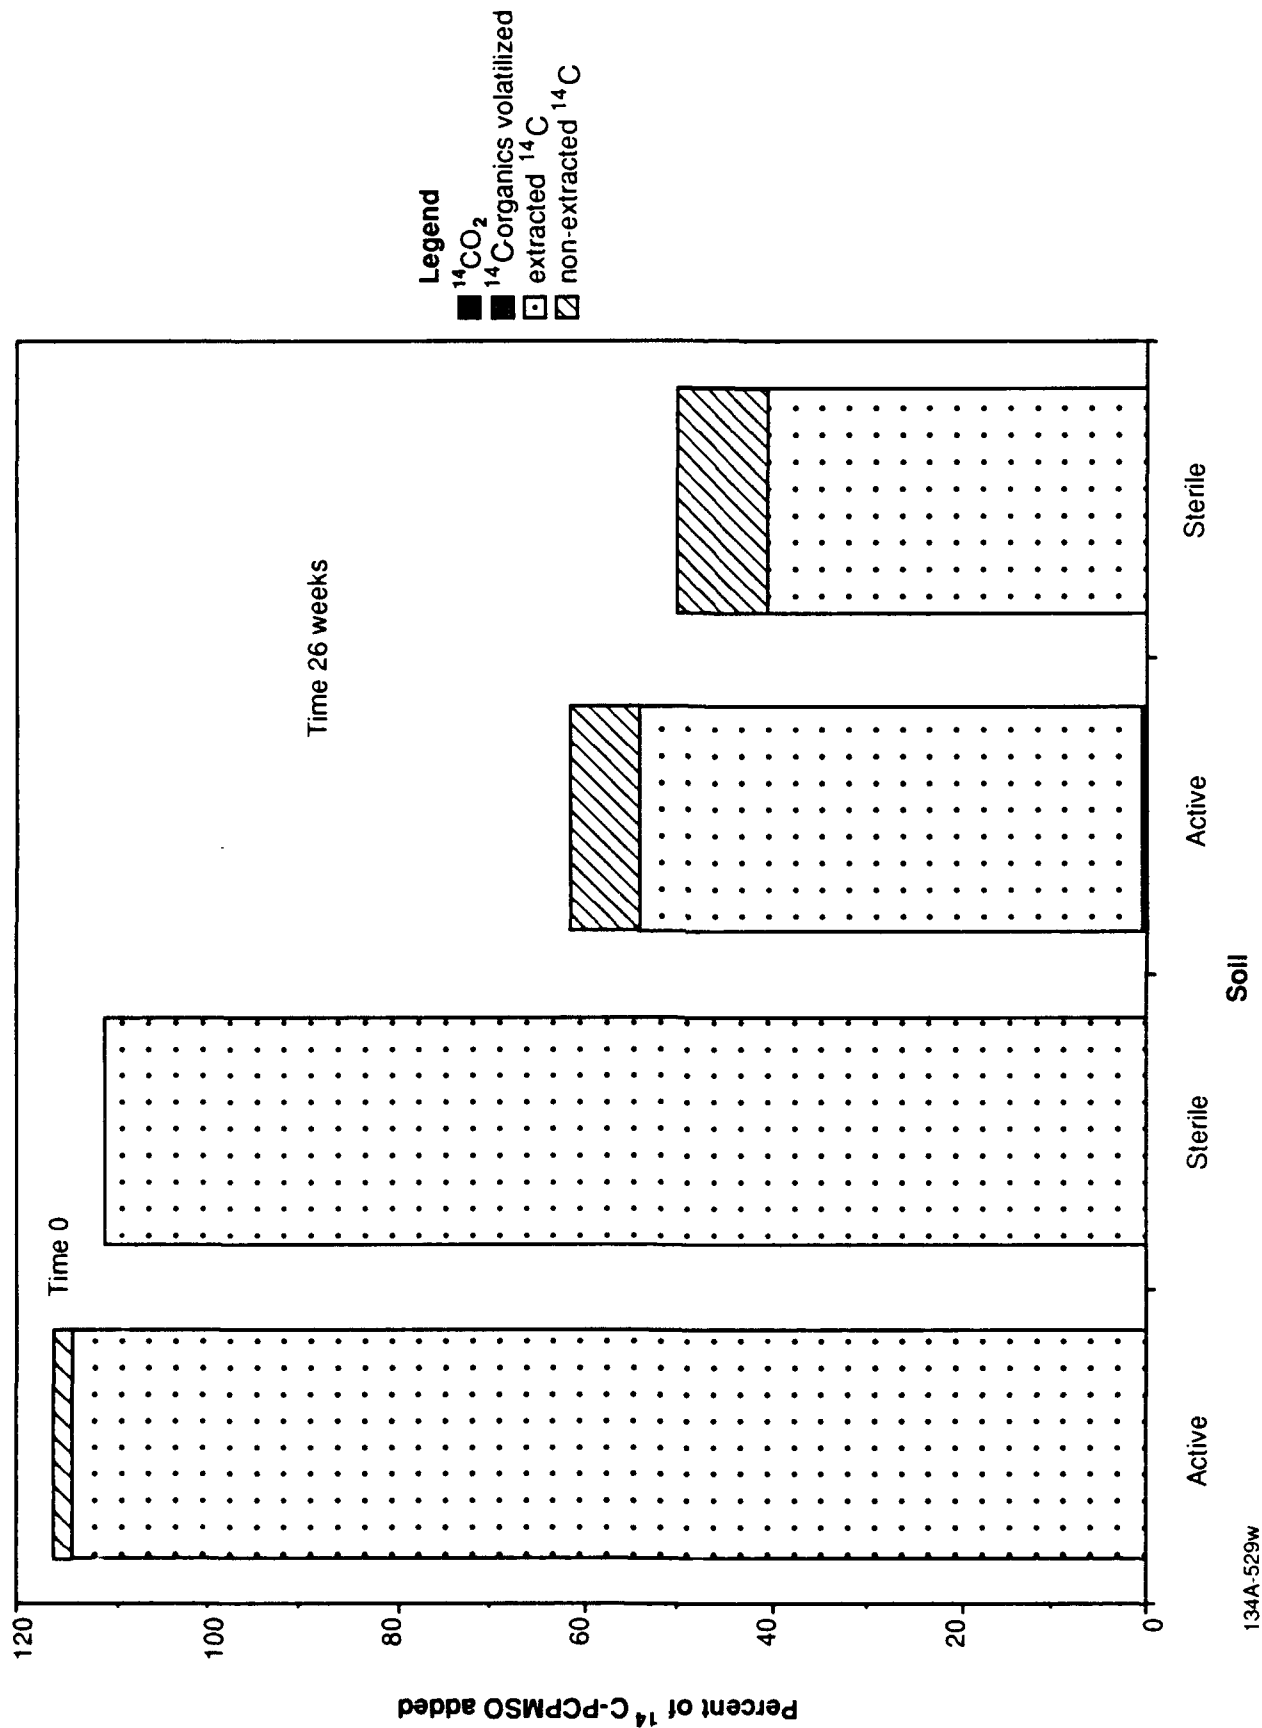 Percent of ¹⁴C-PCPMSO added
120
100
80
60
40
20
0
Time 0
Time 26 weeks
Active
Sterile
Active
Sterile
Soil
Legend
¹⁴CO₂
¹⁴C-organics volatilized
extracted ¹⁴C
non-extracted ¹⁴C
134A-529w